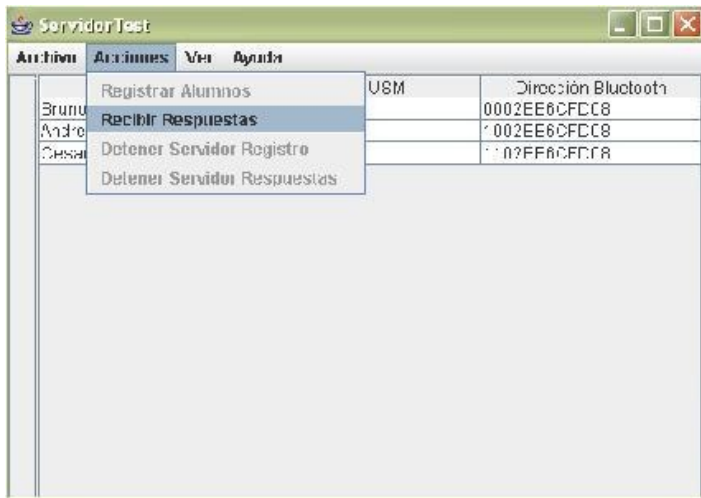 ServidorTest
Archivo Acciones Ver Ayuda
USM Dirección Bluetooth
Registrar Alumnos
Recibir Respuestas
Detener Servidor Registro
Detener Servidor Respuestas
0002EE6CFDC8
1002EE6CFDC8
1102EE6CFDC8